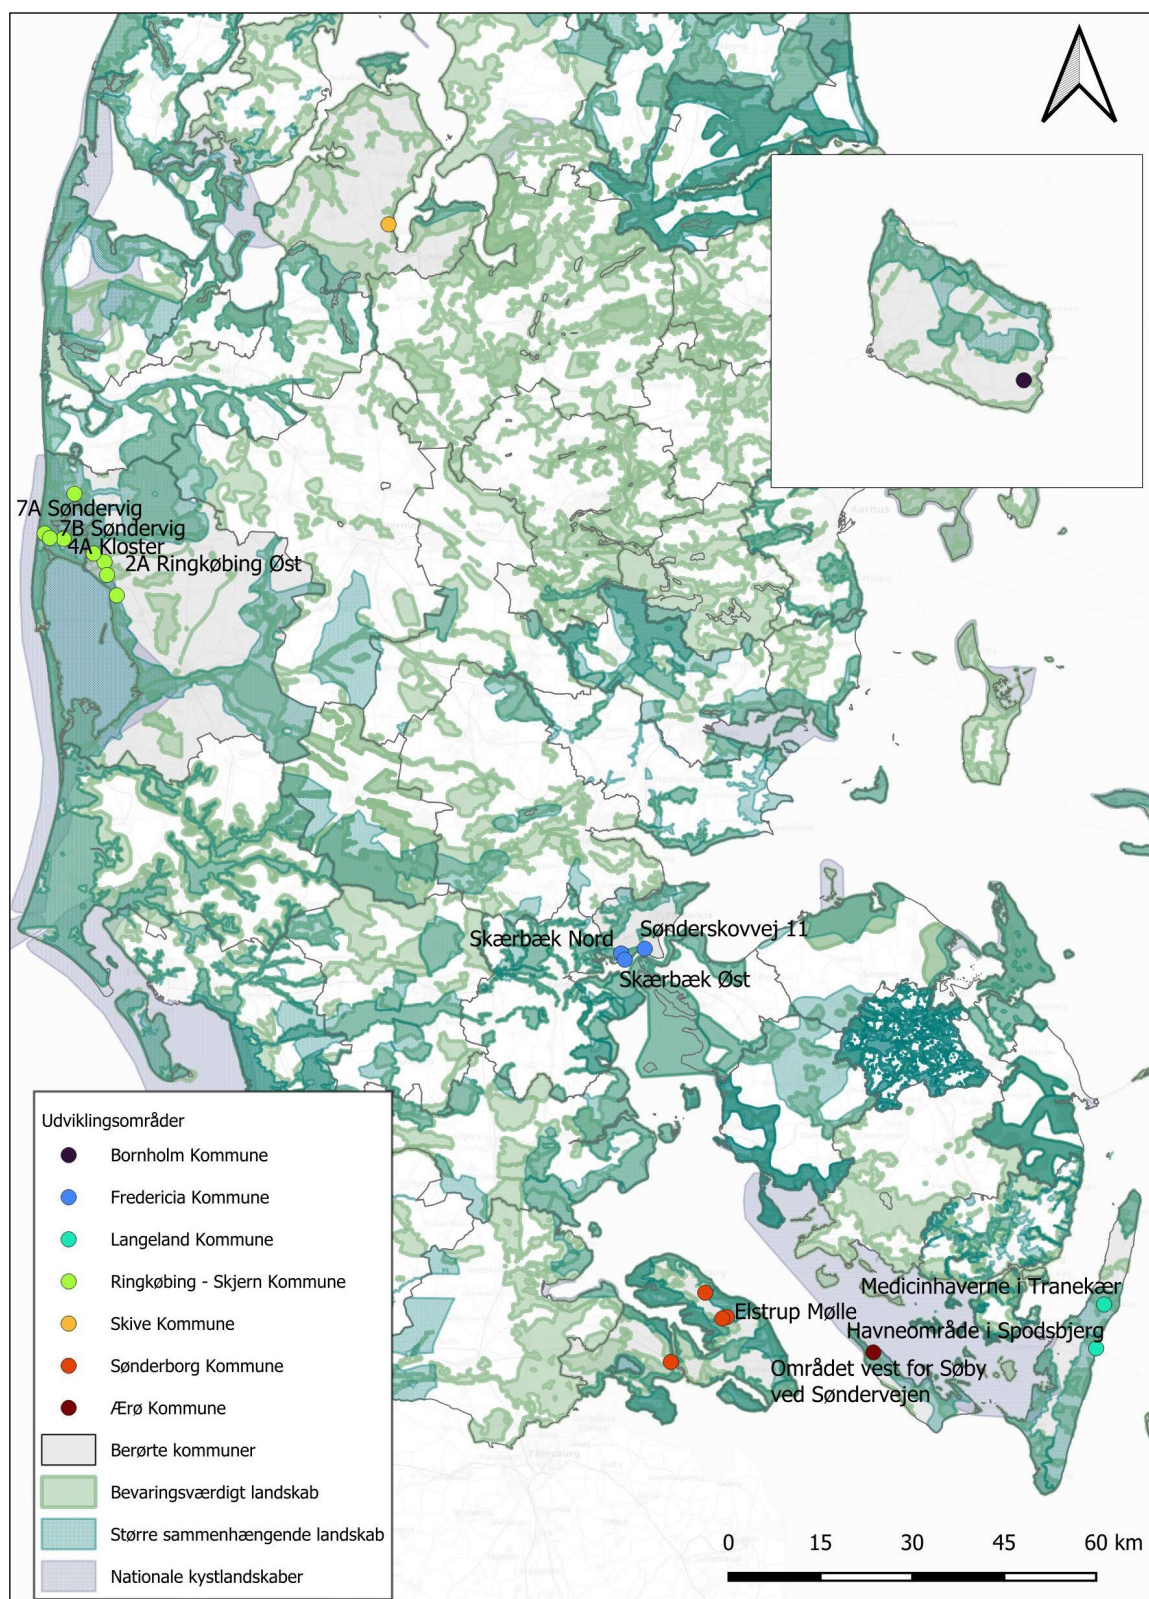 7A Søndervig
7B Søndervig
4A Kloster
2A Ringkøbing Øst
Aarhus
Sønderskovvej 11
Skærbæk Nord
Skærbæk Øst
Medicinhaverne i Tranekær
Elstrup Mølle
Havneområde i Spodsbjerg
Området vest for Søby
ved Søndervejen
Flensburg
Udviklingsområder
Bornholm Kommune
Fredericia Kommune
Langeland Kommune
Ringkøbing - Skjern Kommune
Skive Kommune
Sønderborg Kommune
Ærø Kommune
Berørte kommuner
Bevaringsværdigt landskab
Større sammenhængende landskab
Nationale kystlandskaber
0 15 30 45 60 km